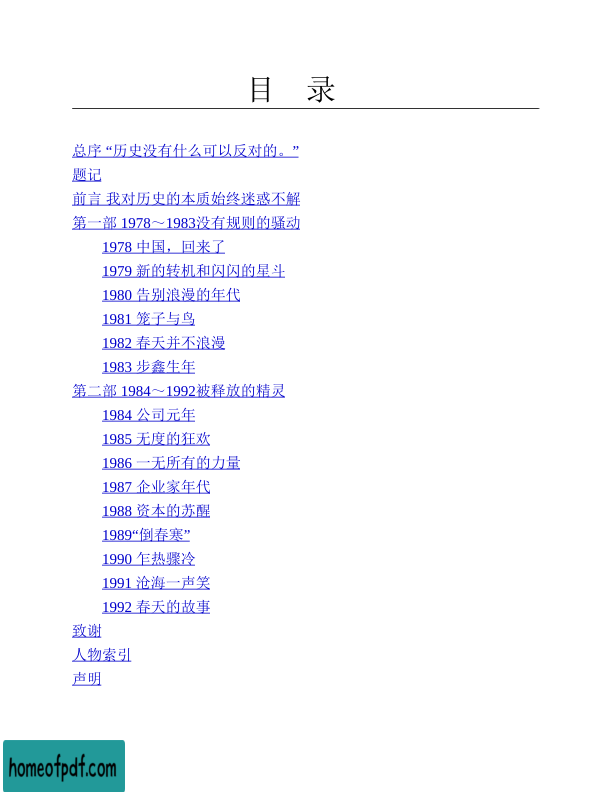 目 录
总序 “历史没有什么可以反对的。”
题记
前言 我对历史的本质始终迷惑不解
第一部 1978～1983没有规则的骚动
1978 中国，回来了
1979 新的转机和闪闪的星斗
1980 告别浪漫的年代
1981 笼子与鸟
1982 春天并不浪漫
1983 步鑫生年
第二部 1984～1992被释放的精灵
1984 公司元年
1985 无度的狂欢
1986 一无所有的力量
1987 企业家年代
1988 资本的苏醒
1989“倒春寒”
1990 乍热骤冷
1991 沧海一声笑
1992 春天的故事
致谢
人物索引
声明
homeofpdf.com